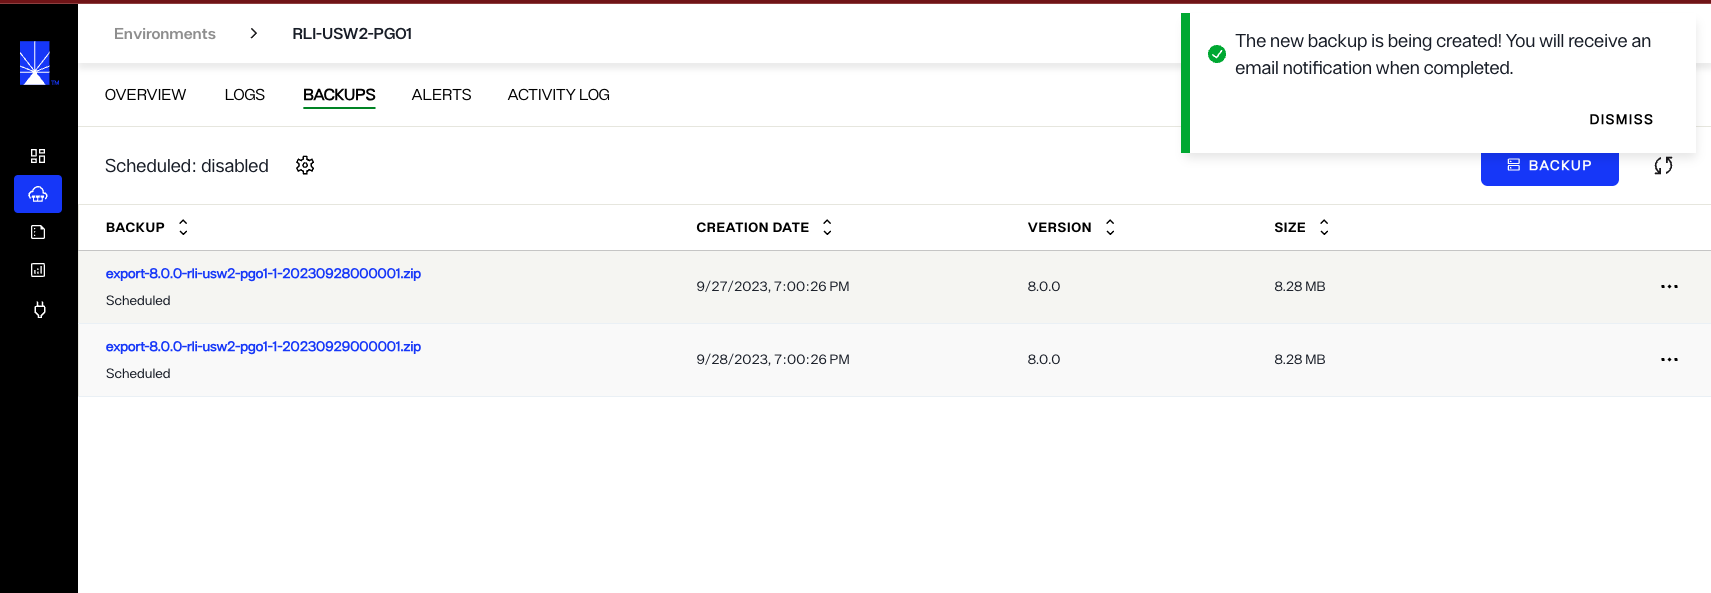 Environments > RLI-USW2-PGO1
The new backup is being created! You will receive an
email notification when completed.
DISMISS
TM
OVERVIEW LOGS BACKUPS ALERTS ACTIVITY LOG
Scheduled: disabled
BACKUP
BACKUP CREATION DATE VERSION SIZE
export-8.0.0-rli-usw2-pgo1-1-20230928000001.zip
Scheduled
9/27/2023, 7:00:26 PM 8.0.0 8.28 MB
export-8.0.0-rli-usw2-pgo1-1-20230929000001.zip
Scheduled
9/28/2023, 7:00:26 PM 8.0.0 8.28 MB